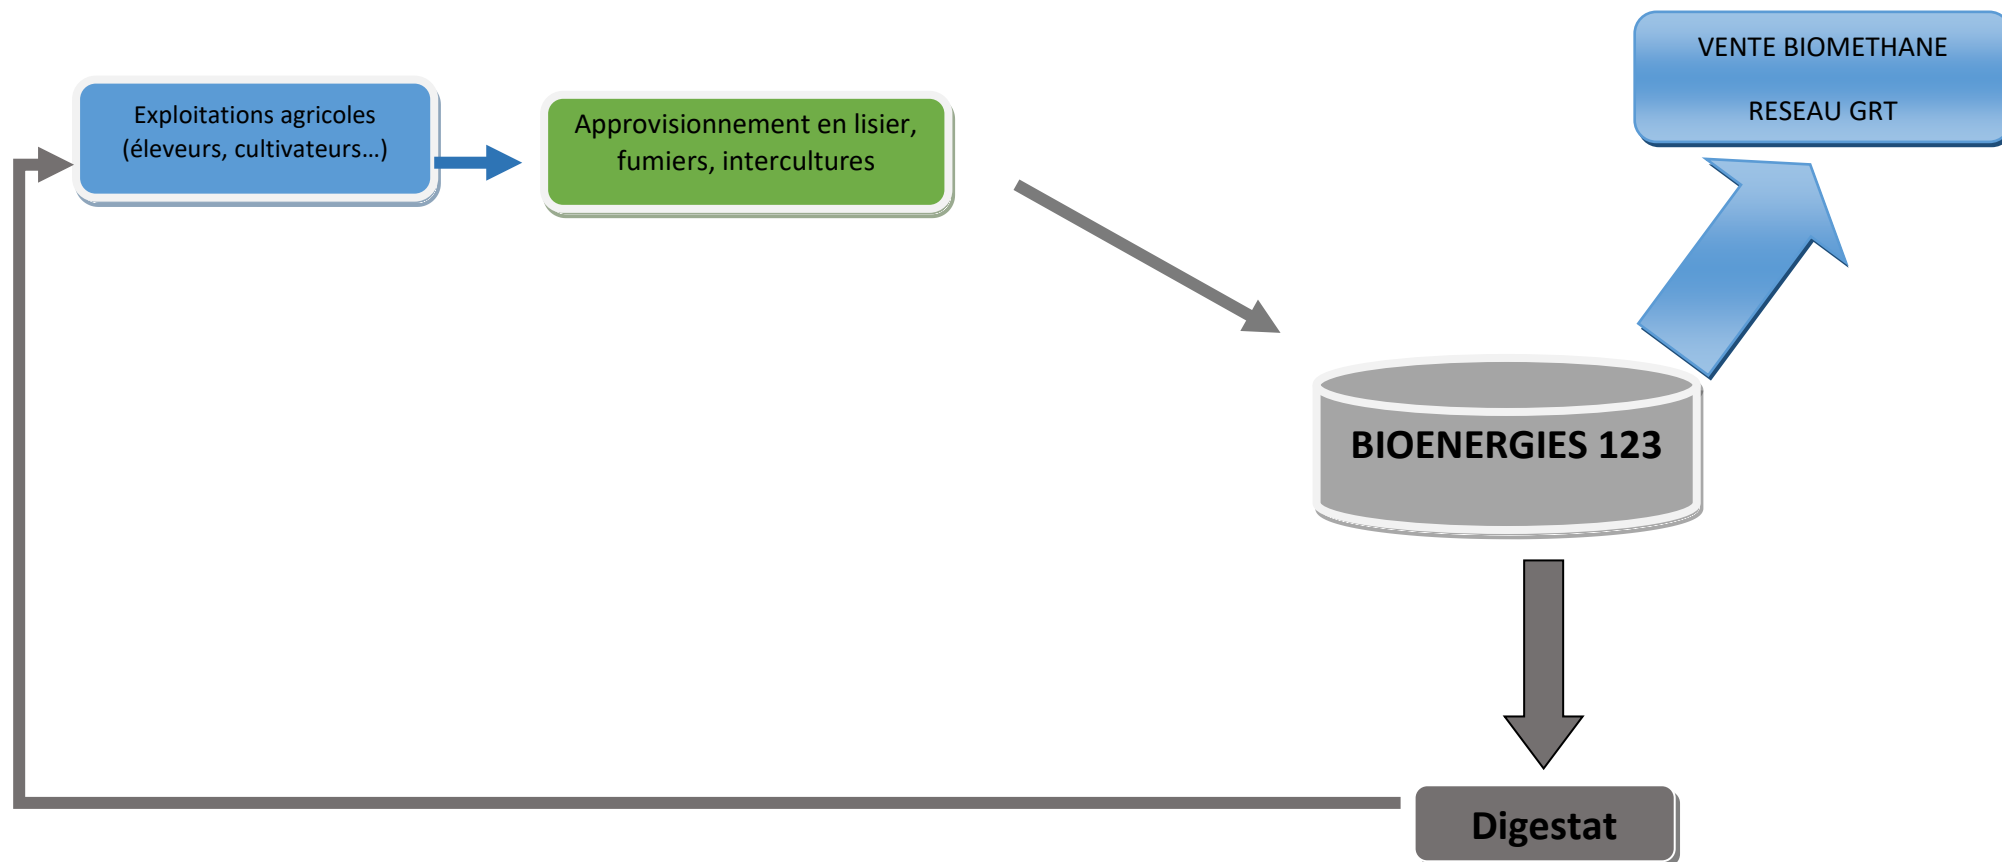 VENTE BIOMETHANE
RESEAU GRT
Exploitations agricoles
(éleveurs, cultivateurs…)
Approvisionnement en lisier,
fumiers, intercultures
BIOENERGIES 123
Digestat